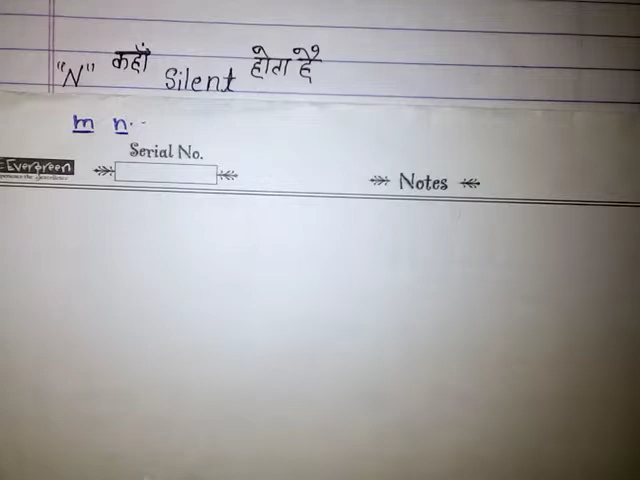 "N" कहाँ Silent होता है?
m n..
Evergreen
Serial No.
Notes